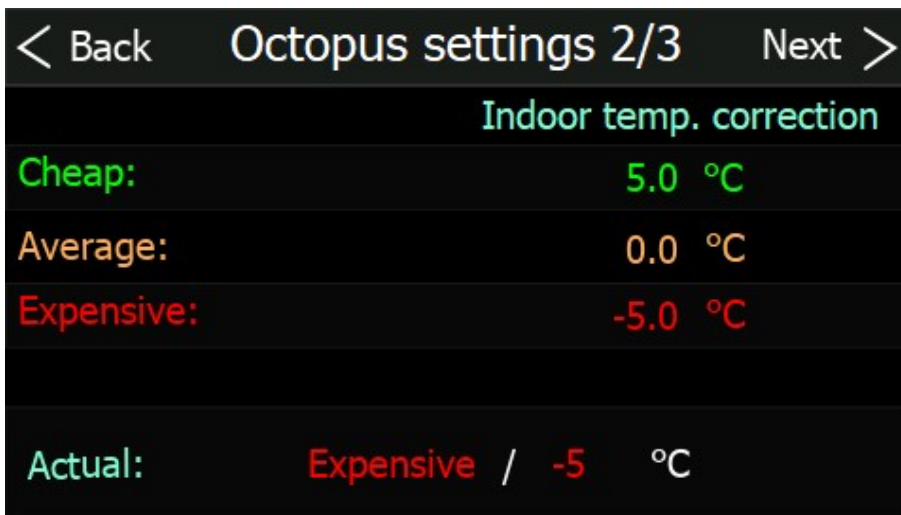 < Back Octopus settings 2/3 Next >
Indoor temp. correction
Cheap: 5.0 °C
Average: 0.0 °C
Expensive: -5.0 °C
Actual: Expensive / -5 °C